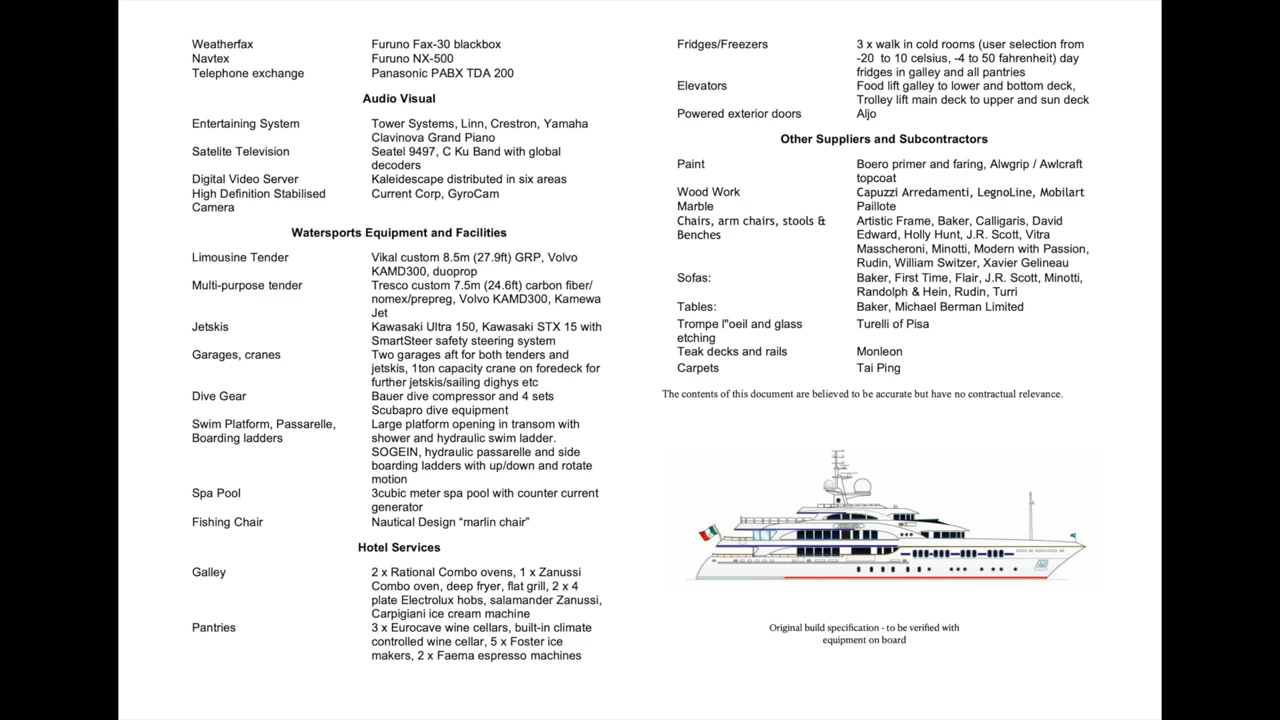 Weatherfax Furuno Fax-30 blackbox
Navtex Furuno NX-500
Telephone exchange Panasonic PABX TDA 200
Audio Visual
Entertaining System Tower Systems, Linn, Crestron, Yamaha
Clavinova Grand Piano
Satelite Television Seatel 9497, C Ku Band with global
decoders
Digital Video Server Kaleidescape distributed in six areas
High Definition Stabilised Current Corp, GyroCam
Camera
Watersports Equipment and Facilities
Limousine Tender Vikal custom 8.5m (27.9ft) GRP, Volvo
KAMD300, duoprop
Multi-purpose tender Tresco custom 7.5m (24.6ft) carbon fiber/
nomex/prepreg, Volvo KAMD300, Kamewa
Jet
Jetskis Kawasaki Ultra 150, Kawasaki STX 15 with
SmartSteer safety steering system
Garages, cranes Two garages aft for both tenders and
jetskis, 1ton capacity crane on foredeck for
further jetskis/sailing dighys etc
Dive Gear Bauer dive compressor and 4 sets
Scubapro dive equipment
Swim Platform, Passarelle, Large platform opening in transom with
Boarding ladders shower and hydraulic swim ladder.
SOGEIN, hydraulic passarelle and side
boarding ladders with up/down and rotate
motion
Spa Pool 3cubic meter spa pool with counter current
generator
Fishing Chair Nautical Design “marlin chair”
Hotel Services
Galley 2 x Rational Combo ovens, 1 x Zanussi
Combo oven, deep fryer, flat grill, 2 x 4
plate Electrolux hobs, salamander Zanussi,
Carpigiani ice cream machine
Pantries 3 x Eurocave wine cellars, built-in climate
controlled wine cellar, 5 x Foster ice
makers, 2 x Faema espresso machines
Fridges/Freezers 3 x walk in cold rooms (user selection from
-20 to 10 celsius, -4 to 50 fahrenheit) day
fridges in galley and all pantries
Elevators Food lift galley to lower and bottom deck,
Trolley lift main deck to upper and sun deck
Powered exterior doors Aljo
Other Suppliers and Subcontractors
Paint Boero primer and faring, Alwgrip / Awlcraft
topcoat
Wood Work Capuzzi Arredamenti, LegnoLine, Mobilart
Marble Paillote
Chairs, arm chairs, stools & Artistic Frame, Baker, Calligaris, David
Benches Edward, Holly Hunt, J.R. Scott, Vitra
Masscheroni, Minotti, Modern with Passion,
Rudin, William Switzer, Xavier Gelineau
Sofas: Baker, First Time, Flair, J.R. Scott, Minotti,
Randolph & Hein, Rudin, Turri
Tables: Baker, Michael Berman Limited
Trompe l"oeil and glass Turelli of Pisa
etching
Teak decks and rails Monleon
Carpets Tai Ping
The contents of this document are believed to be accurate but have no contractual relevance.
Original build specification - to be verified with
equipment on board